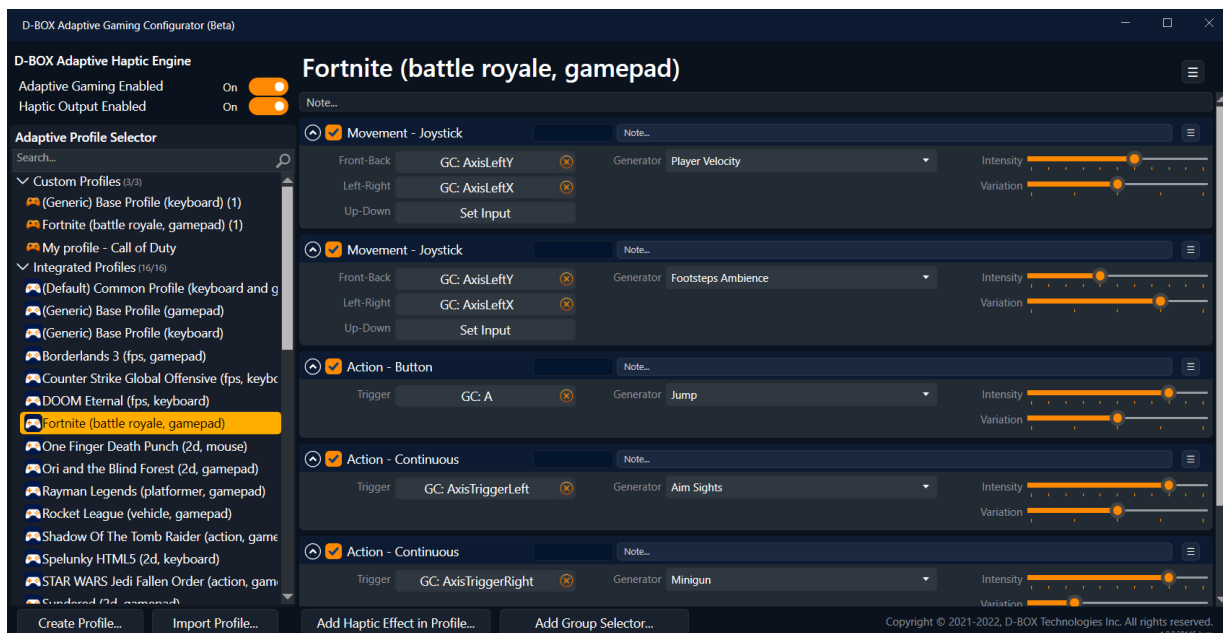 D-BOX Adaptive Gaming Configurator (Beta)
D-BOX Adaptive Haptic Engine
Adaptive Gaming Enabled On
Haptic Output Enabled On
Adaptive Profile Selector
Search...
Custom Profiles (3/3)
(Generic) Base Profile (keyboard) (1)
Fortnite (battle royale, gamepad) (1)
My profile - Call of Duty
Integrated Profiles (16/16)
(Default) Common Profile (keyboard and g
(Generic) Base Profile (gamepad)
(Generic) Base Profile (keyboard)
Borderlands 3 (fps, gamepad)
Counter Strike Global Offensive (fps, keybc
DOOM Eternal (fps, keyboard)
Fortnite (battle royale, gamepad)
One Finger Death Punch (2d, mouse)
Ori and the Blind Forest (2d, gamepad)
Rayman Legends (platformer, gamepad)
Rocket League (vehicle, gamepad)
Shadow Of The Tomb Raider (action, game
Spelunky HTML5 (2d, keyboard)
STAR WARS Jedi Fallen Order (action, gam
Sundered (2d, gamepad)
Create Profile... Import Profile...
Fortnite (battle royale, gamepad)
Note...
Movement - Joystick Note...
Front-Back GC: AxisLeftY Generator Player Velocity Intensity
Left-Right GC: AxisLeftX Variation
Up-Down Set Input
Movement - Joystick Note...
Front-Back GC: AxisLeftY Generator Footsteps Ambience Intensity
Left-Right GC: AxisLeftX Variation
Up-Down Set Input
Action - Button Note...
Trigger GC: A Generator Jump Intensity
Variation
Action - Continuous Note...
Trigger GC: AxisTriggerLeft Generator Aim Sights Intensity
Variation
Action - Continuous Note...
Trigger GC: AxisTriggerRight Generator Minigun Intensity
Variation
Add Haptic Effect in Profile... Add Group Selector...
Copyright © 2021-2022, D-BOX Technologies Inc. All rights reserved.